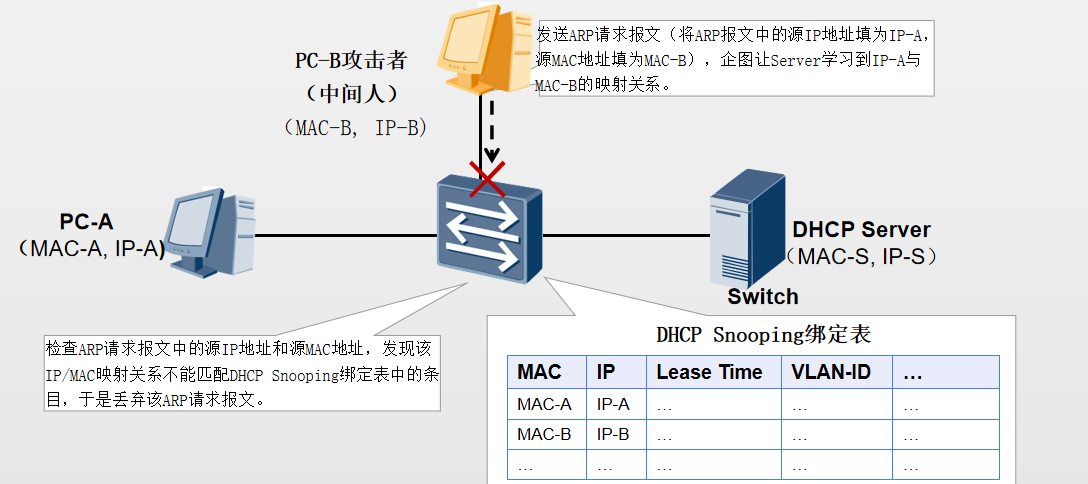 发送ARP请求报文（将ARP报文中的源IP地址填为IP-A，
源MAC地址填为MAC-B），企图让Server学习到IP-A与
MAC-B的映射关系。
PC-B攻击者
（中间人）
（MAC-B, IP-B)
PC-A
（MAC-A, IP-A)
DHCP Server
（MAC-S, IP-S）
Switch
检查ARP请求报文中的源IP地址和源MAC地址，发现该
IP/MAC映射关系不能匹配DHCP Snooping绑定表中的条
目，于是丢弃该ARP请求报文。
DHCP Snooping绑定表
MAC IP Lease Time VLAN-ID …
MAC-A IP-A … … …
MAC-B IP-B … … …
… … … … …